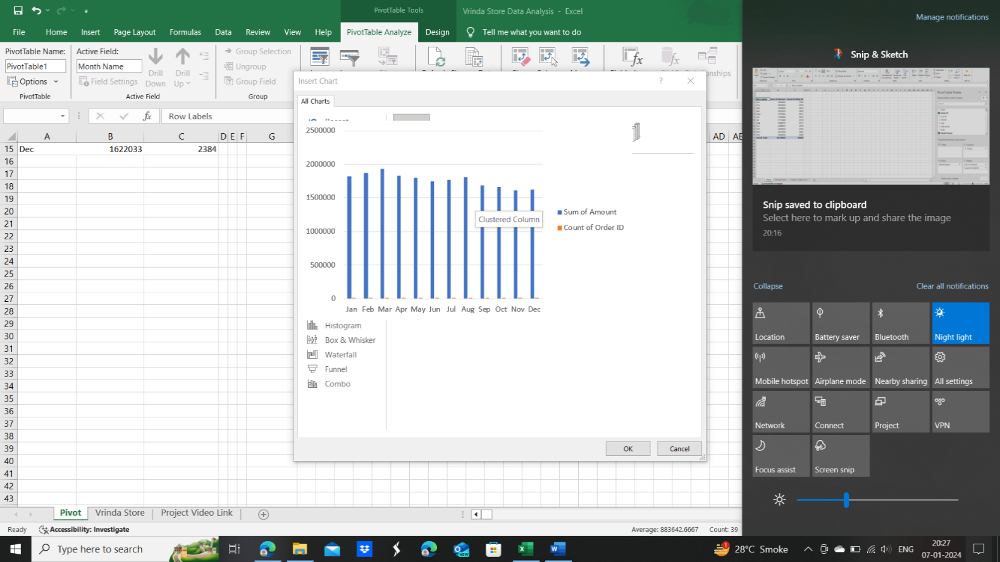 PivotTable Tools
Vrinda Store Data Analysis - Excel
File Home Insert Page Layout Formulas Data Review View Help PivotTable Analyze Design Tell me what you want to do
PivotTable Name: Active Field:
PivotTable1 Month Name
Options Field Settings
Drill Down
Drill Up
Group Selection
Ungroup
Group Field
PivotTable Active Field Group
Row Labels
A B C D E F G AD AE
15 Dec 1622033 2384
16
17
18
19
20
21
22
23
24
25
26
27
28
29
30
31
32
33
34
35
36
37
38
39
40
41
42
43
Insert Chart ?
All Charts
2500000
2000000
1500000
1000000
500000
0
Jan Feb Mar Apr May Jun Jul Aug Sep Oct Nov Dec
Clustered Column
Sum of Amount
Count of Order ID
Histogram
Box & Whisker
Waterfall
Funnel
Combo
OK Cancel
Pivot Vrinda Store Project Video Link
Ready Accessibility: Investigate Average: 883642.6667 Count: 39
Manage notifications
Snip & Sketch
Snip saved to clipboard
Select here to mark up and share the image
20:16
Collapse Clear all notifications
Location Battery saver Bluetooth Night light
Mobile hotspot Airplane mode Nearby sharing All settings
Network Connect Project VPN
Focus assist Screen snip
Type here to search
28°C Smoke ENG
20:27
07-01-2024